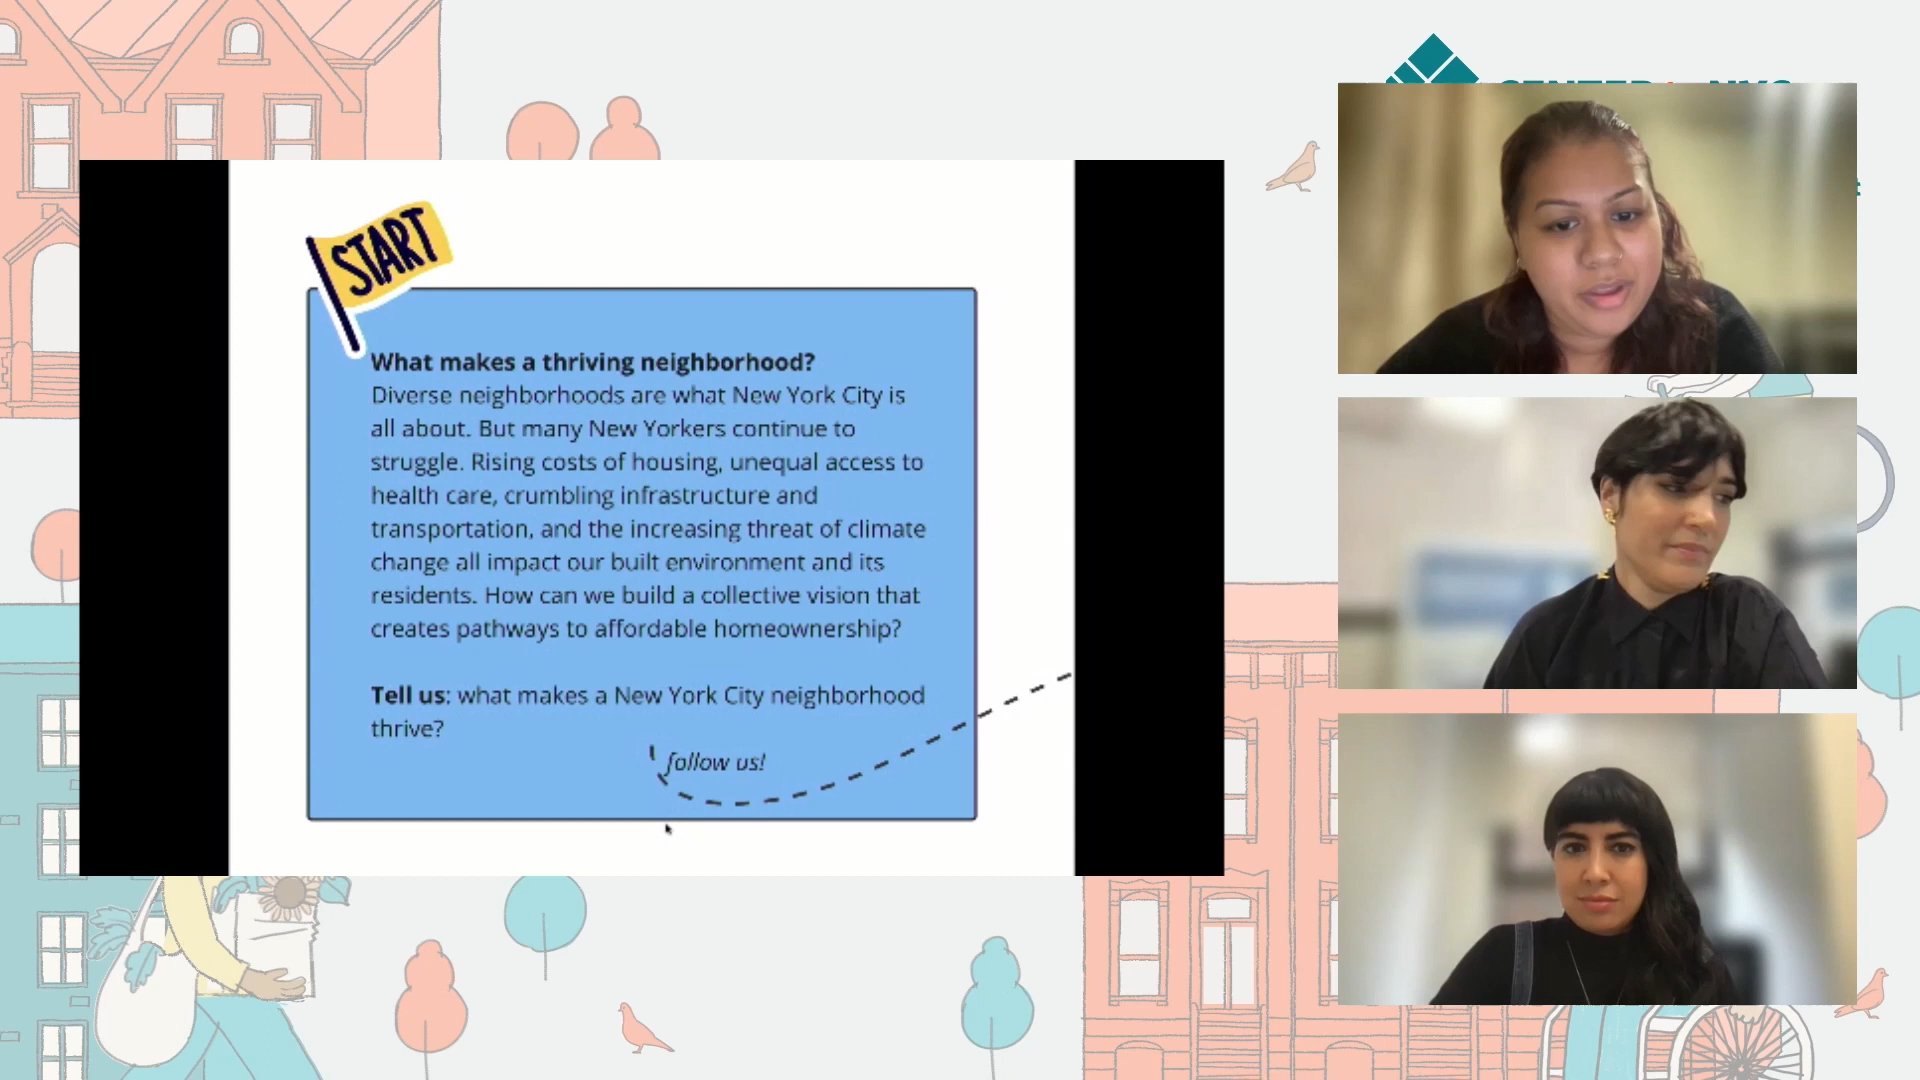 START
What makes a thriving neighborhood?
Diverse neighborhoods are what New York City is
all about. But many New Yorkers continue to
struggle. Rising costs of housing, unequal access to
health care, crumbling infrastructure and
transportation, and the increasing threat of climate
change all impact our built environment and its
residents. How can we build a collective vision that
creates pathways to affordable homeownership?
Tell us: what makes a New York City neighborhood
thrive?
follow us!